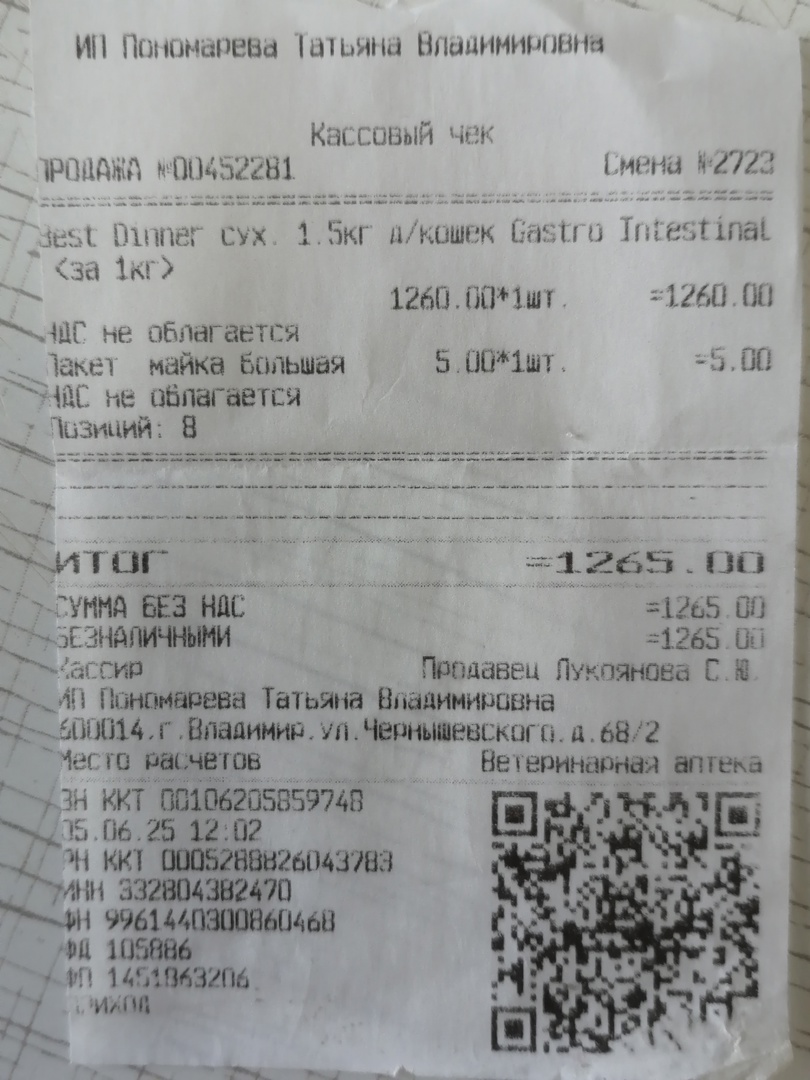 ИП Пономарева Татьяна Владимировна
Кассовый чек
ПРОДАЖА №00452281 Смена №2723
Best Dinner сух. 1.5кг д/кошек Gastro Intestinal
<за 1кг>
1260.00*1шт. =1260.00
НДС не облагается
Пакет майка большая 5.00*1шт. =5.00
НДС не облагается
Позиций: 8
ИТОГ =1265.00
СУММА БЕЗ НДС =1265.00
БЕЗНАЛИЧНЫМИ =1265.00
Кассир Продавец Лукоянова С.Ю.
ИП Пономарева Татьяна Владимировна
600014.г.Владимир.ул.Чернышевского.д.68/2
Место расчетов Ветеринарная аптека
ЗН ККТ 00106205859748
05.06.25 12:02
РН ККТ 0005288826043783
ИНН 332804382470
ФН 9961440300860468
ФД 105886
ФП 1451863206
ПРИХОД